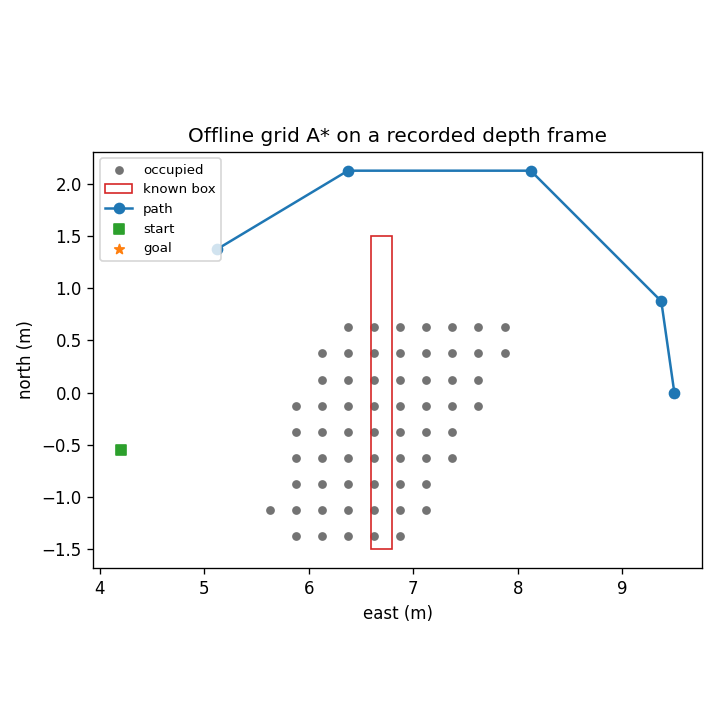 Offline grid A* on a recorded depth frame
occupied
known box
path
start
goal
2.0
1.5
1.0
0.5
0.0
−0.5
−1.0
−1.5
north (m)
4 5 6 7 8 9
east (m)